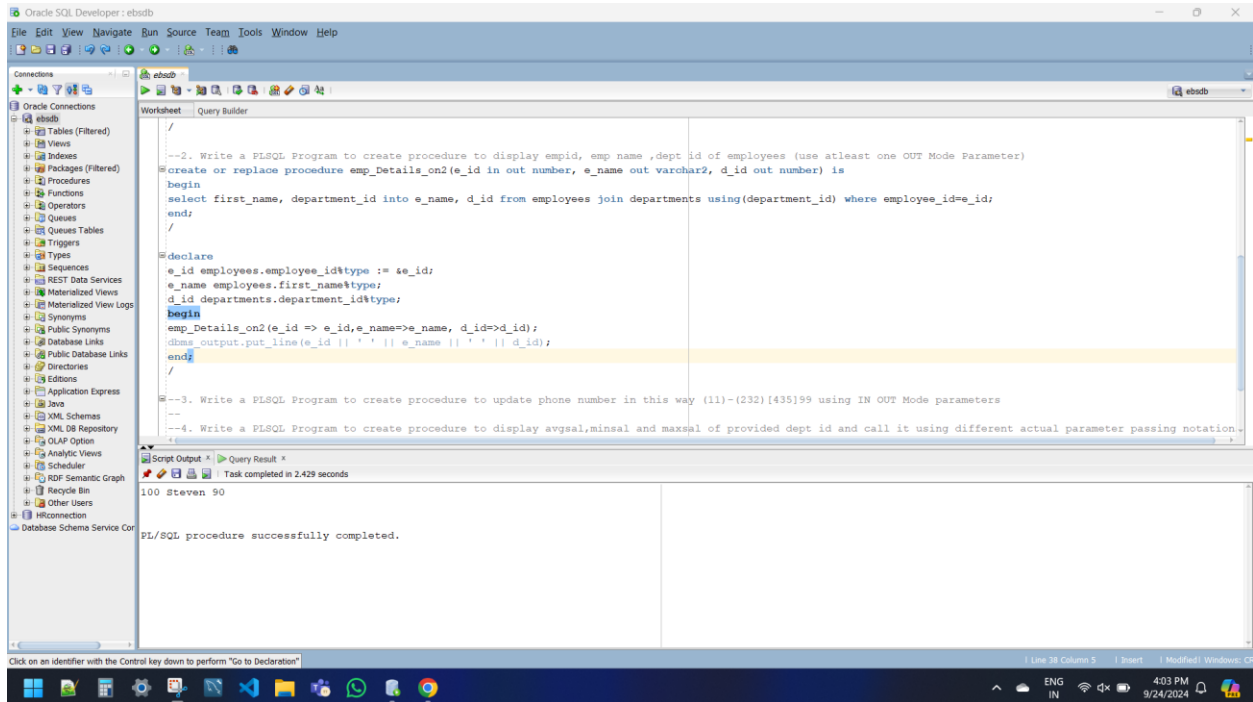 Oracle SQL Developer : ebsdb
File Edit View Navigate Run Source Team Tools Window Help
Connections
ebsdb
ebsdb
Oracle Connections
Worksheet Query Builder
ebsdb
Tables (Filtered)
Views
Indexes
Packages (Filtered)
Procedures
Functions
Operators
Queues
Queues Tables
Triggers
Types
Sequences
REST Data Services
Materialized Views
Materialized View Logs
Synonyms
Public Synonyms
Database Links
Public Database Links
Directories
Editions
Application Express
Java
XML Schemas
XML DB Repository
OLAP Option
Analytic Views
Scheduler
RDF Semantic Graph
Recycle Bin
Other Users
HRconnection
Database Schema Service Cor
/
--2. Write a PLSQL Program to create procedure to display empid, emp name ,dept id of employees (use atleast one OUT Mode Parameter)
create or replace procedure emp_Details_on2(e_id in out number, e_name out varchar2, d_id out number) is
begin
select first_name, department_id into e_name, d_id from employees join departments using(department_id) where employee_id=e_id;
end;
/
declare
e_id employees.employee_id%type := &e_id;
e_name employees.first_name%type;
d_id departments.department_id%type;
begin
emp_Details_on2(e_id => e_id,e_name=>e_name, d_id=>d_id);
dbms_output.put_line(e_id || ' ' || e_name || ' ' || d_id);
end;
/
--3. Write a PLSQL Program to create procedure to update phone number in this way (11)-(232)[435]99 using IN OUT Mode parameters
--
--4. Write a PLSQL Program to create procedure to display avgsal,minsal and maxsal of provided dept id and call it using different actual parameter passing notation
Script Output Query Result
Task completed in 2.429 seconds
100 Steven 90
PL/SQL procedure successfully completed.
Click on an identifier with the Control key down to perform "Go to Declaration"
Line 38 Column 5 Insert Modified Windows: CF
ENG
IN
4:03 PM
9/24/2024